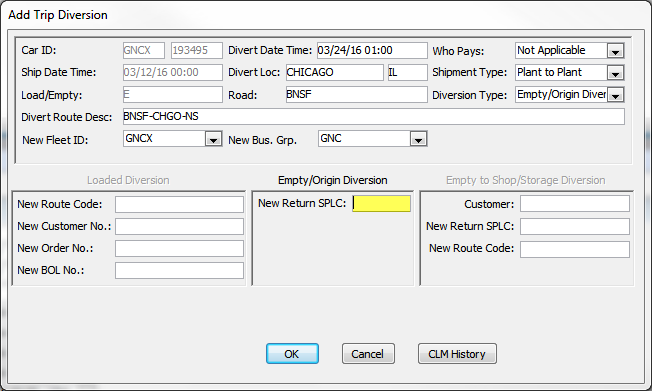 Add Trip Diversion
Car ID: GNCX 193495 Divert Date Time: 03/24/16 01:00 Who Pays: Not Applicable
Ship Date Time: 03/12/16 00:00 Divert Loc: CHICAGO IL Shipment Type: Plant to Plant
Load/Empty: E Road: BNSF Diversion Type: Empty/Origin Diver
Divert Route Desc: BNSF-CHGO-NS
New Fleet ID: GNCX New Bus. Grp. GNC
Loaded Diversion Empty/Origin Diversion Empty to Shop/Storage Diversion
New Route Code: New Return SPLC: Customer:
New Customer No.: New Return SPLC:
New Order No.: New Route Code:
New BOL No.:
OK Cancel CLM History